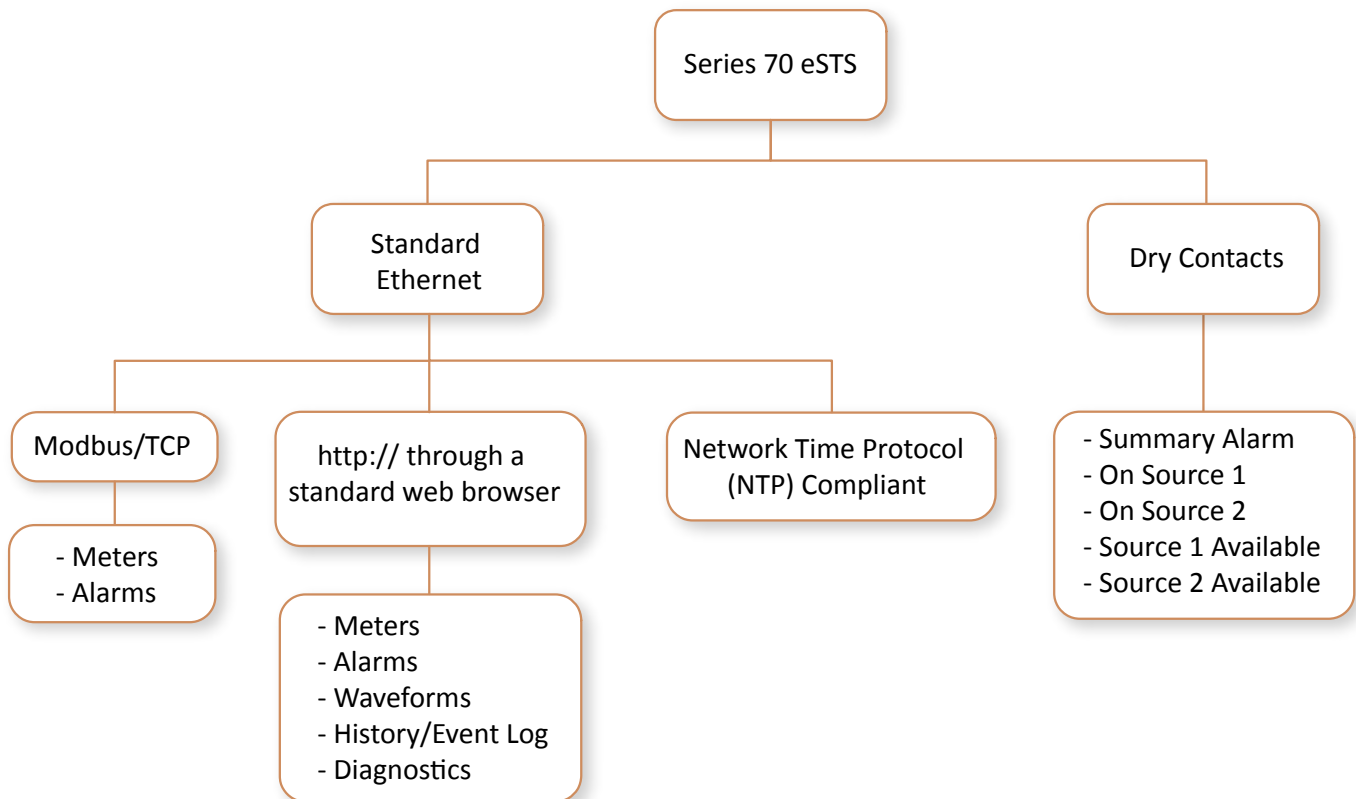 Series 70 eSTS
Standard
Ethernet
Dry Contacts
Modbus/TCP
http:// through a
standard web browser
Network Time Protocol
(NTP) Compliant
- Summary Alarm
- On Source 1
- On Source 2
- Source 1 Available
- Source 2 Available
- Meters
- Alarms
- Meters
- Alarms
- Waveforms
- History/Event Log
- Diagnostics